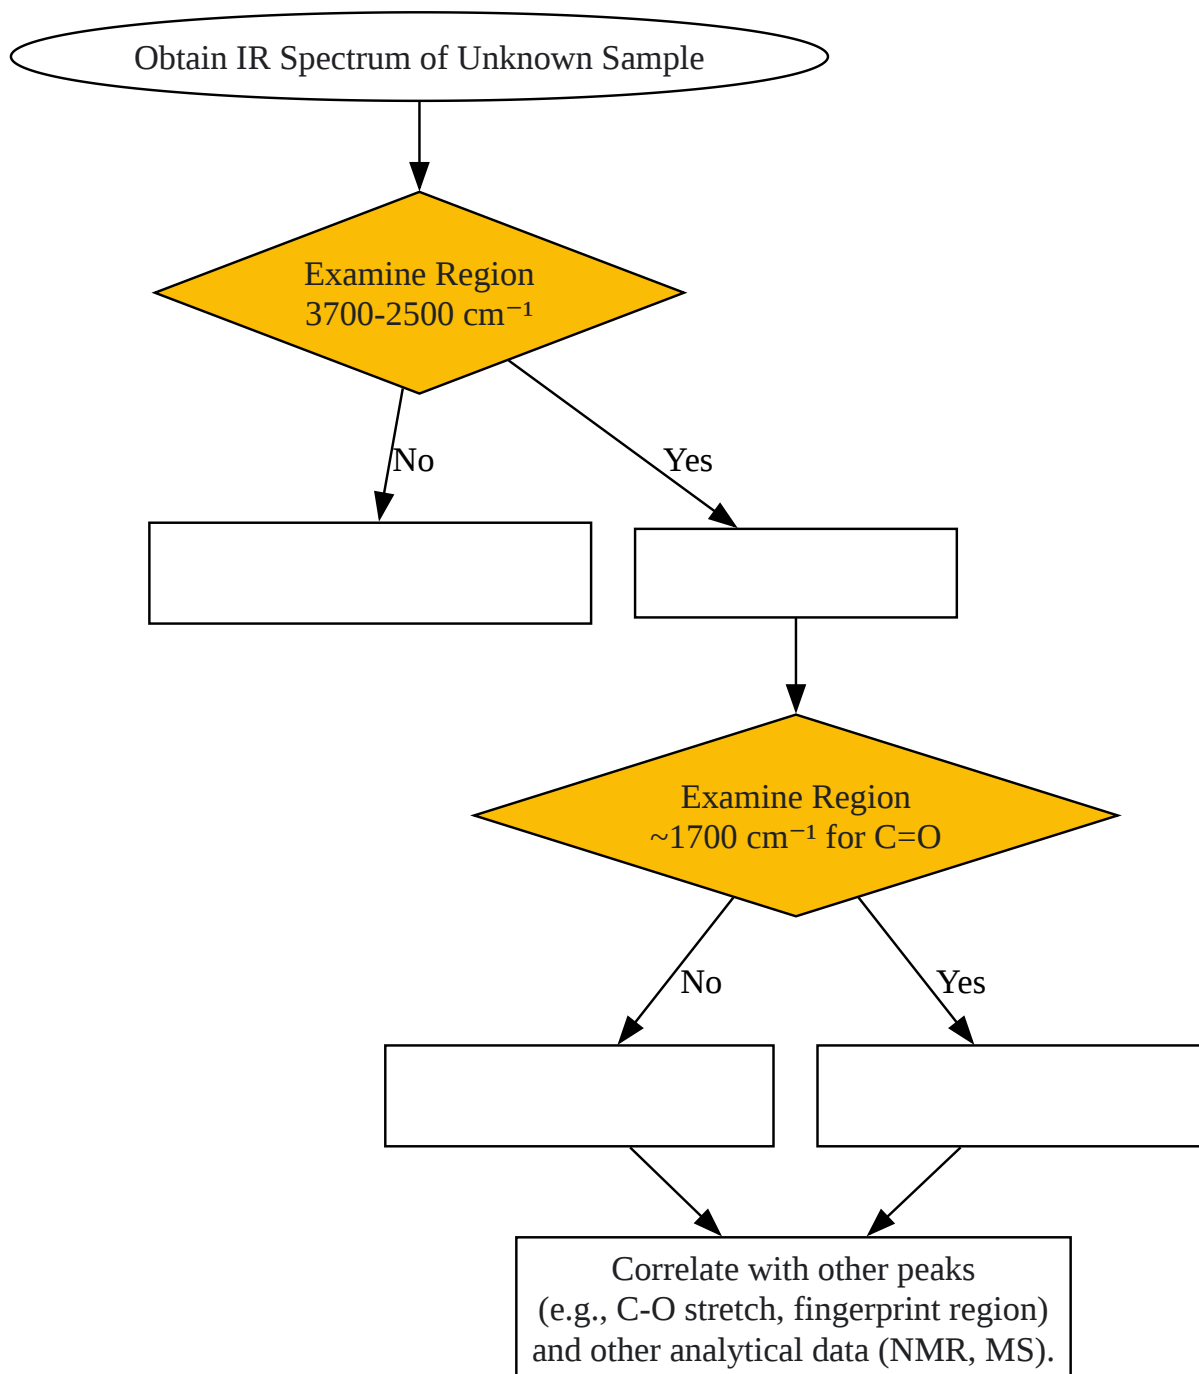 Obtain IR Spectrum of Unknown Sample
Examine Region
3700-2500 cm⁻¹
No
Yes
Examine Region
~1700 cm⁻¹ for C=O
No
Yes
Correlate with other peaks
(e.g., C-O stretch, fingerprint region)
and other analytical data (NMR, MS).